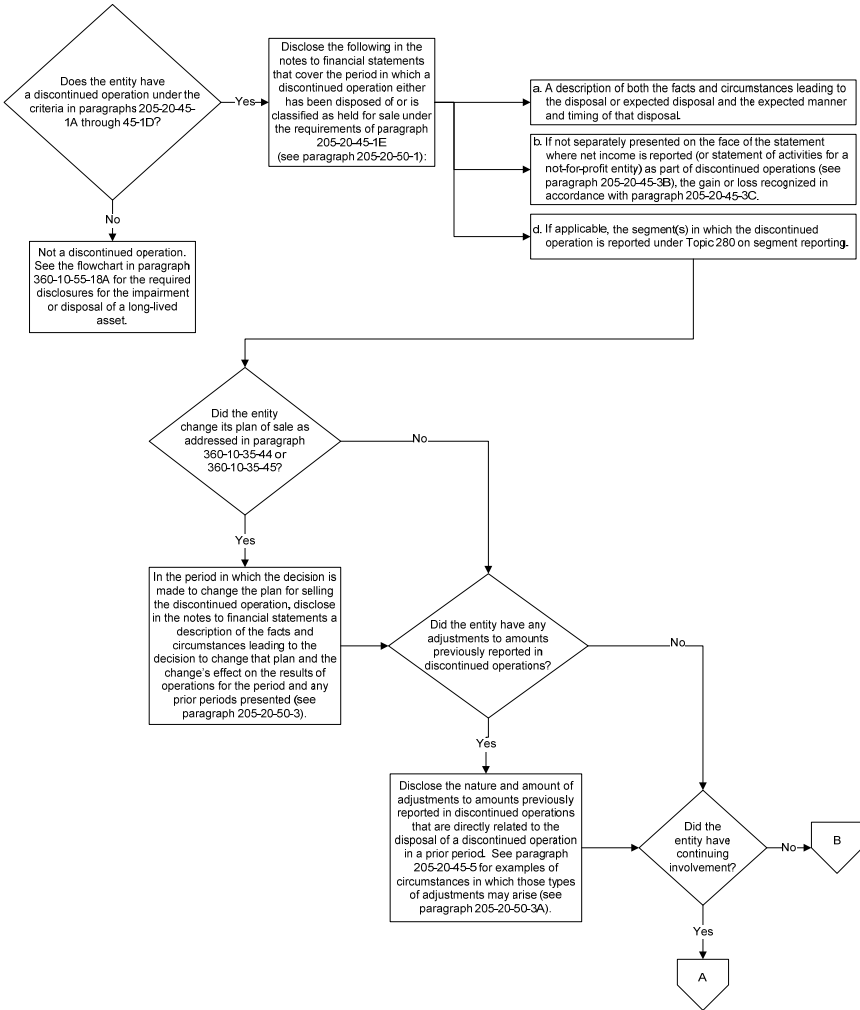 Does the entity have
a discontinued operation under the
criteria in paragraphs 205-20-45-
1A through 45-1D?
Yes
Disclose the following in the
notes to financial statements
that cover the period in which a
discontinued operation either
has been disposed of or is
classified as held for sale under
the requirements of paragraph
205-20-45-1E
(see paragraph 205-20-50-1):
a. A description of both the facts and circumstances leading to
the disposal or expected disposal and the expected manner
and timing of that disposal.
b. If not separately presented on the face of the statement
where net income is reported (or statement of activities for a
not-for-profit entity) as part of discontinued operations (see
paragraph 205-20-45-3B), the gain or loss recognized in
accordance with paragraph 205-20-45-3C.
d. If applicable, the segment(s) in which the discontinued
operation is reported under Topic 280 on segment reporting.
No
Not a discontinued operation.
See the flowchart in paragraph
360-10-55-18A for the required
disclosures for the impairment
or disposal of a long-lived
asset.
Did the entity
change its plan of sale as
addressed in paragraph
360-10-35-44 or
360-10-35-45?
No
Yes
In the period in which the decision is
made to change the plan for selling
the discontinued operation, disclose
in the notes to financial statements a
description of the facts and
circumstances leading to the
decision to change that plan and the
change's effect on the results of
operations for the period and any
prior periods presented (see
paragraph 205-20-50-3).
Did the entity have any
adjustments to amounts
previously reported in
discontinued operations?
No
Yes
Disclose the nature and amount of
adjustments to amounts previously
reported in discontinued operations
that are directly related to the
disposal of a discontinued operation
in a prior period. See paragraph
205-20-45-5 for examples of
circumstances in which those types
of adjustments may arise (see
paragraph 205-20-50-3A).
Did the
entity have
continuing
involvement?
No
B
Yes
A